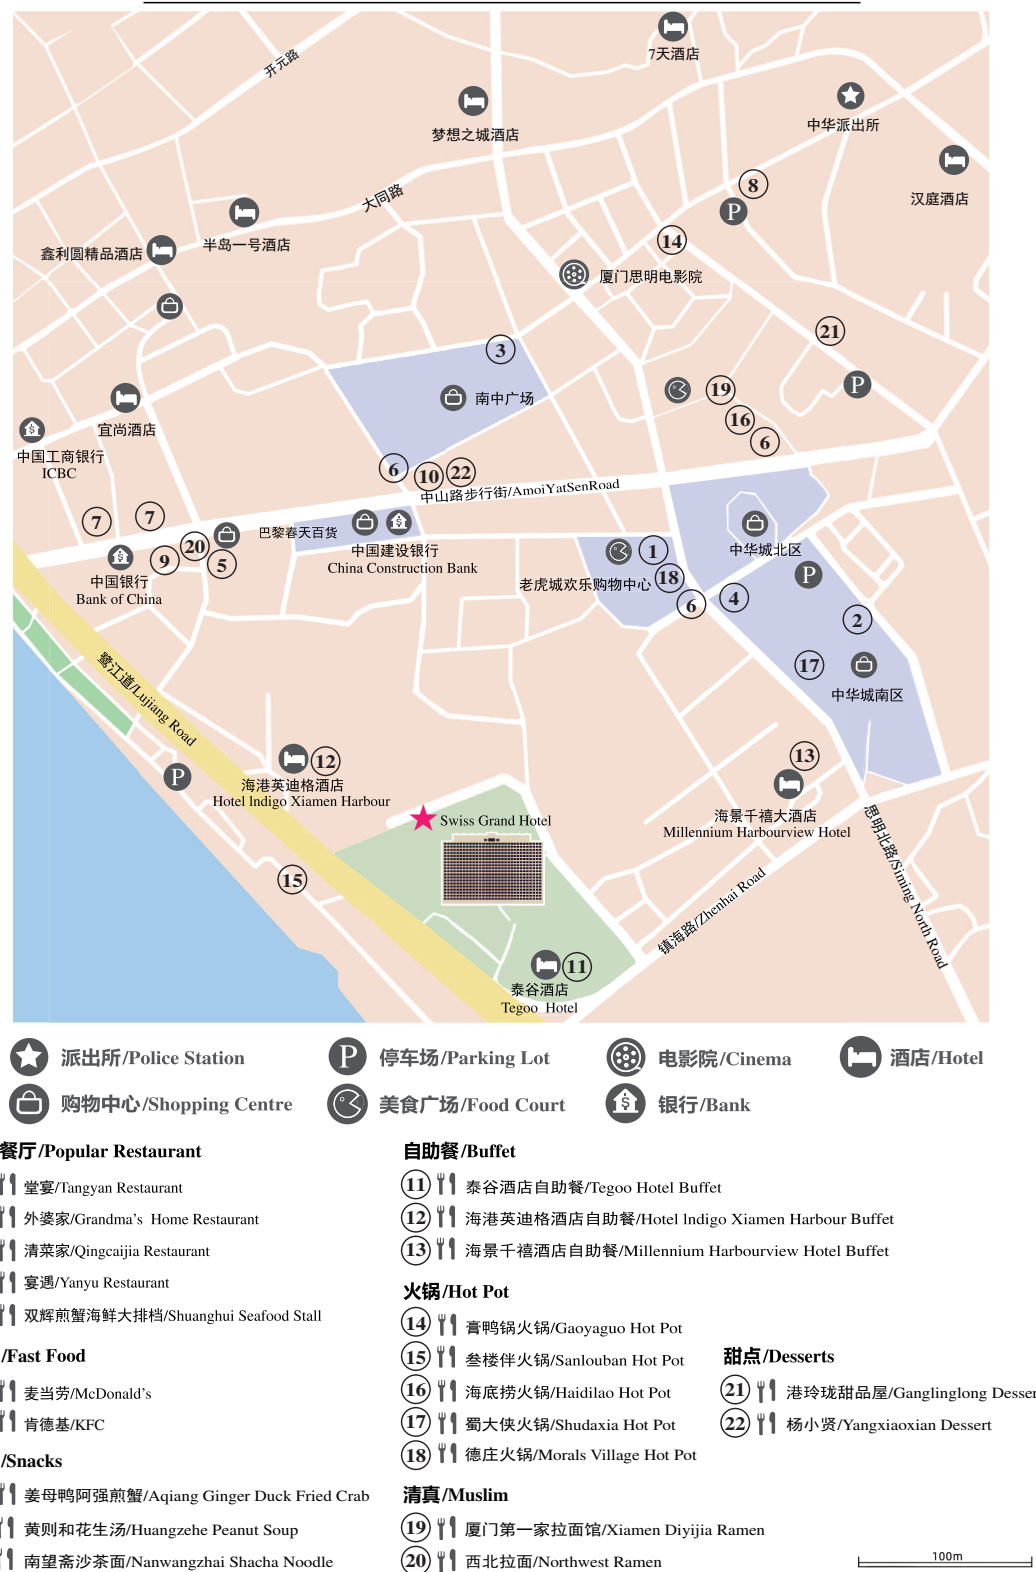 7天酒店
开元路
中华派出所
梦想之城酒店
8
P
汉庭酒店
大同路
14
半岛一号酒店
鑫利圆精品酒店
厦门思明电影院
21
3
P
19
南中广场
16
宜尚酒店
6
中国工商银行
ICBC
6
10
22
中山路步行街/AmoiYatSenRoad
7
7
巴黎春天百货
20
中国建设银行
China Construction Bank
1
中华城北区
9
5
中国银行
Bank of China
老虎城欢乐购物中心
18
P
6
4
2
17
鹭江道/Lujiang Road
中华城南区
12
13
P
海港英迪格酒店
Hotel lndigo Xiamen Harbour
海景千禧大酒店
Millennium Harbourview Hotel
Swiss Grand Hotel
思明北路/Siming North Road
15
镇海路/Zhenhai Road
11
泰谷酒店
Tegoo Hotel
派出所/Police Station
P 停车场/Parking Lot
电影院/Cinema
酒店/Hotel
购物中心/Shopping Centre
美食广场/Food Court
银行/Bank
餐厅/Popular Restaurant
堂宴/Tangyan Restaurant
外婆家/Grandma's Home Restaurant
清菜家/Qingcaijia Restaurant
宴遇/Yanyu Restaurant
双辉煎蟹海鲜大排档/Shuanghui Seafood Stall
/Fast Food
麦当劳/McDonald's
肯德基/KFC
/Snacks
姜母鸭阿强煎蟹/Aqiang Ginger Duck Fried Crab
黄则和花生汤/Huangzehe Peanut Soup
南望斋沙茶面/Nanwangzhai Shacha Noodle
自助餐/Buffet
11 泰谷酒店自助餐/Tegoo Hotel Buffet
12 海港英迪格酒店自助餐/Hotel lndigo Xiamen Harbour Buffet
13 海景千禧酒店自助餐/Millennium Harbourview Hotel Buffet
火锅/Hot Pot
14 膏鸭锅火锅/Gaoyaguo Hot Pot
15 叁楼伴火锅/Sanlouban Hot Pot
16 海底捞火锅/Haidilao Hot Pot
17 蜀大侠火锅/Shudaxia Hot Pot
18 德庄火锅/Morals Village Hot Pot
清真/Muslim
19 厦门第一家拉面馆/Xiamen Diyijia Ramen
20 西北拉面/Northwest Ramen
甜点/Desserts
21 港玲珑甜品屋/Ganglinglong Desser
22 杨小贤/Yangxiaoxian Dessert
100m